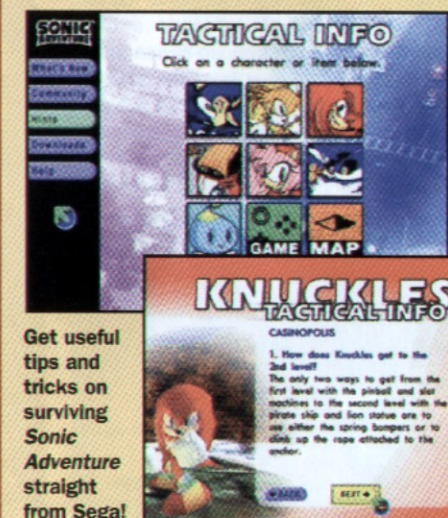 SONIC
ADVENTURE
What's New
Community
Hints
Downloads
Help
TACTICAL INFO
Click on a character or item below.
GAME
MAP
KNUCKLES
TACTICAL INFO
CASINOPOLIS
1. How does Knuckles get to the
2nd level?
The only two ways to get from the
first level with the pinball and slot
machines to the second level with the
pirate ship and lion statue are to
use either the spring bumpers or to
climb up the rope attached to the
anchor.
BACK
NEXT
Get useful
tips and
tricks on
surviving
Sonic
Adventure
straight
from Sega!